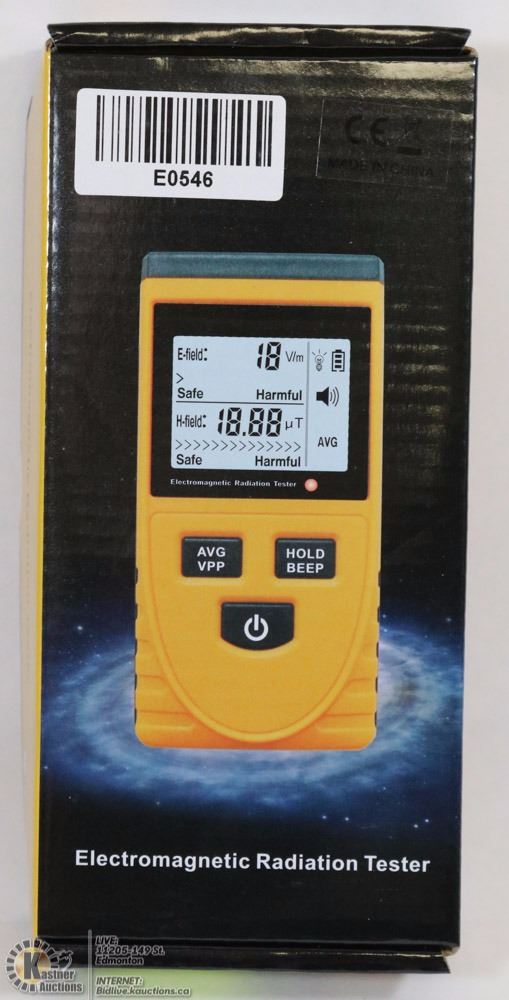 E0546
CE
MADE IN CHINA
E-field: 18 V/m
>
Safe Harmful
H-field: 18.88 µT
>>>>>>>>>>>>>
Safe Harmful
AVG
Electromagnetic Radiation Tester
AVG
VPP
HOLD
BEEP
Electromagnetic Radiation Tester
Kastner
Auctions
LIVE:
11205-149 St.
Edmonton
INTERNET:
Bidlive.kauctions.ca